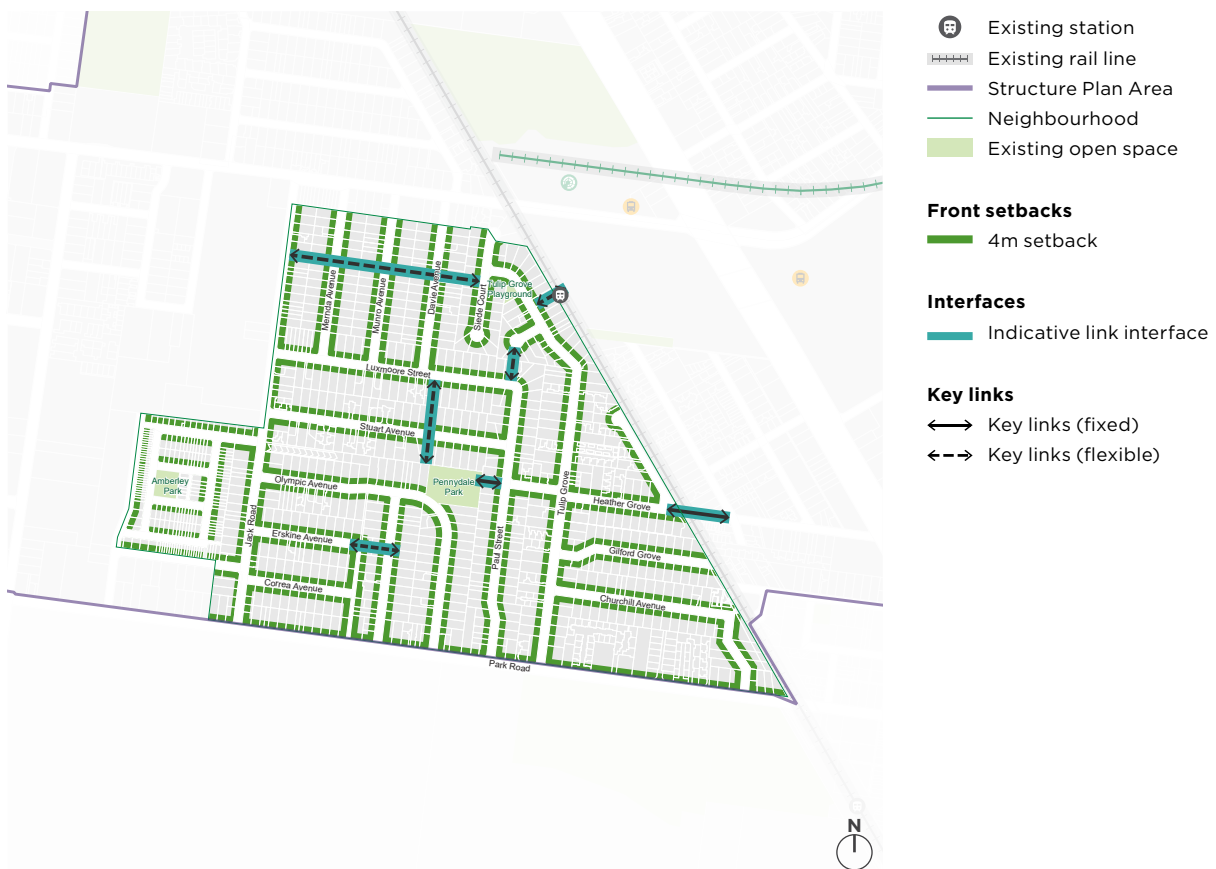 Existing station
Existing rail line
Structure Plan Area
Neighbourhood
Existing open space
Front setbacks
4m setback
Interfaces
Indicative link interface
Key links
Key links (fixed)
Key links (flexible)
Mernda Avenue
Munro Avenue
Davie Avenue
Siede Court
Tulip Grove
Playground
Luxmoore Street
Stuart Avenue
Amberley
Park
Olympic Avenue
Pennydale
Park
Tulip Grove
Heather Grove
Jack Road
Erskine Avenue
Paul Street
Gilford Grove
Correa Avenue
Churchill Avenue
Park Road
N